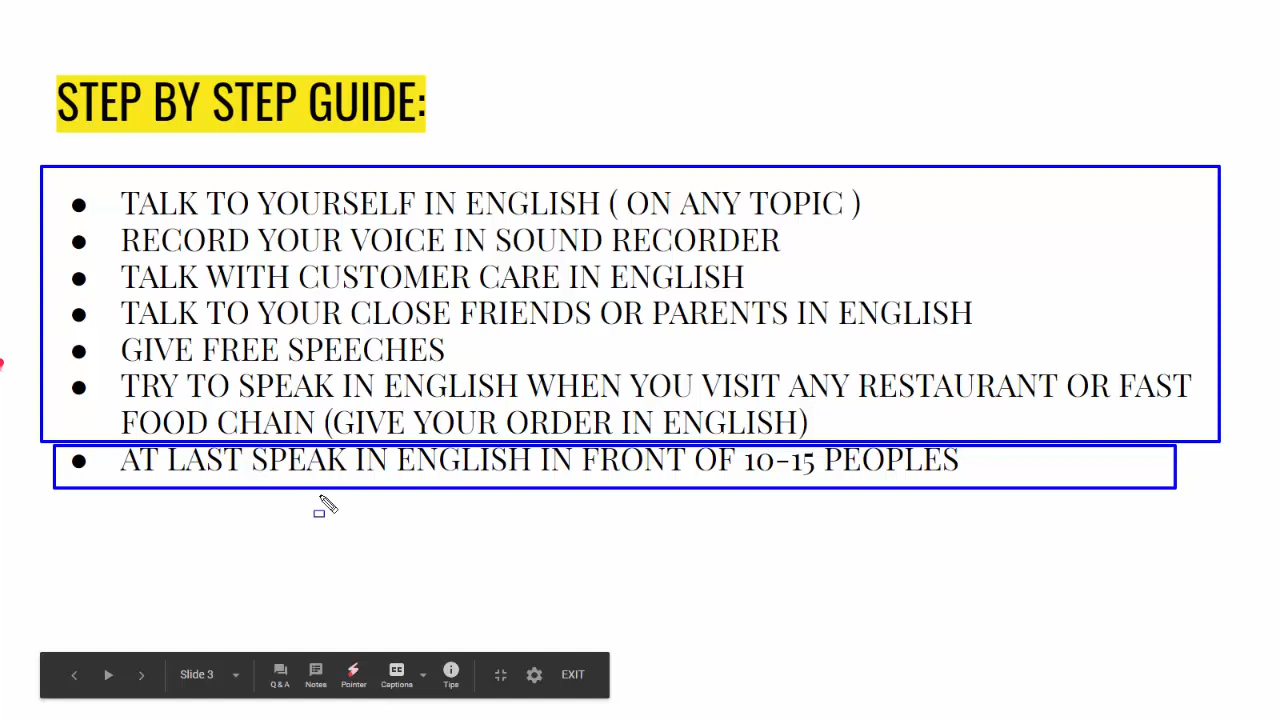 STEP BY STEP GUIDE:
● TALK TO YOURSELF IN ENGLISH ( ON ANY TOPIC )
● RECORD YOUR VOICE IN SOUND RECORDER
● TALK WITH CUSTOMER CARE IN ENGLISH
● TALK TO YOUR CLOSE FRIENDS OR PARENTS IN ENGLISH
● GIVE FREE SPEECHES
● TRY TO SPEAK IN ENGLISH WHEN YOU VISIT ANY RESTAURANT OR FAST
FOOD CHAIN (GIVE YOUR ORDER IN ENGLISH)
● AT LAST SPEAK IN ENGLISH IN FRONT OF 10-15 PEOPLES
Slide 3 Q & A Notes Pointer CC Captions Tips EXIT